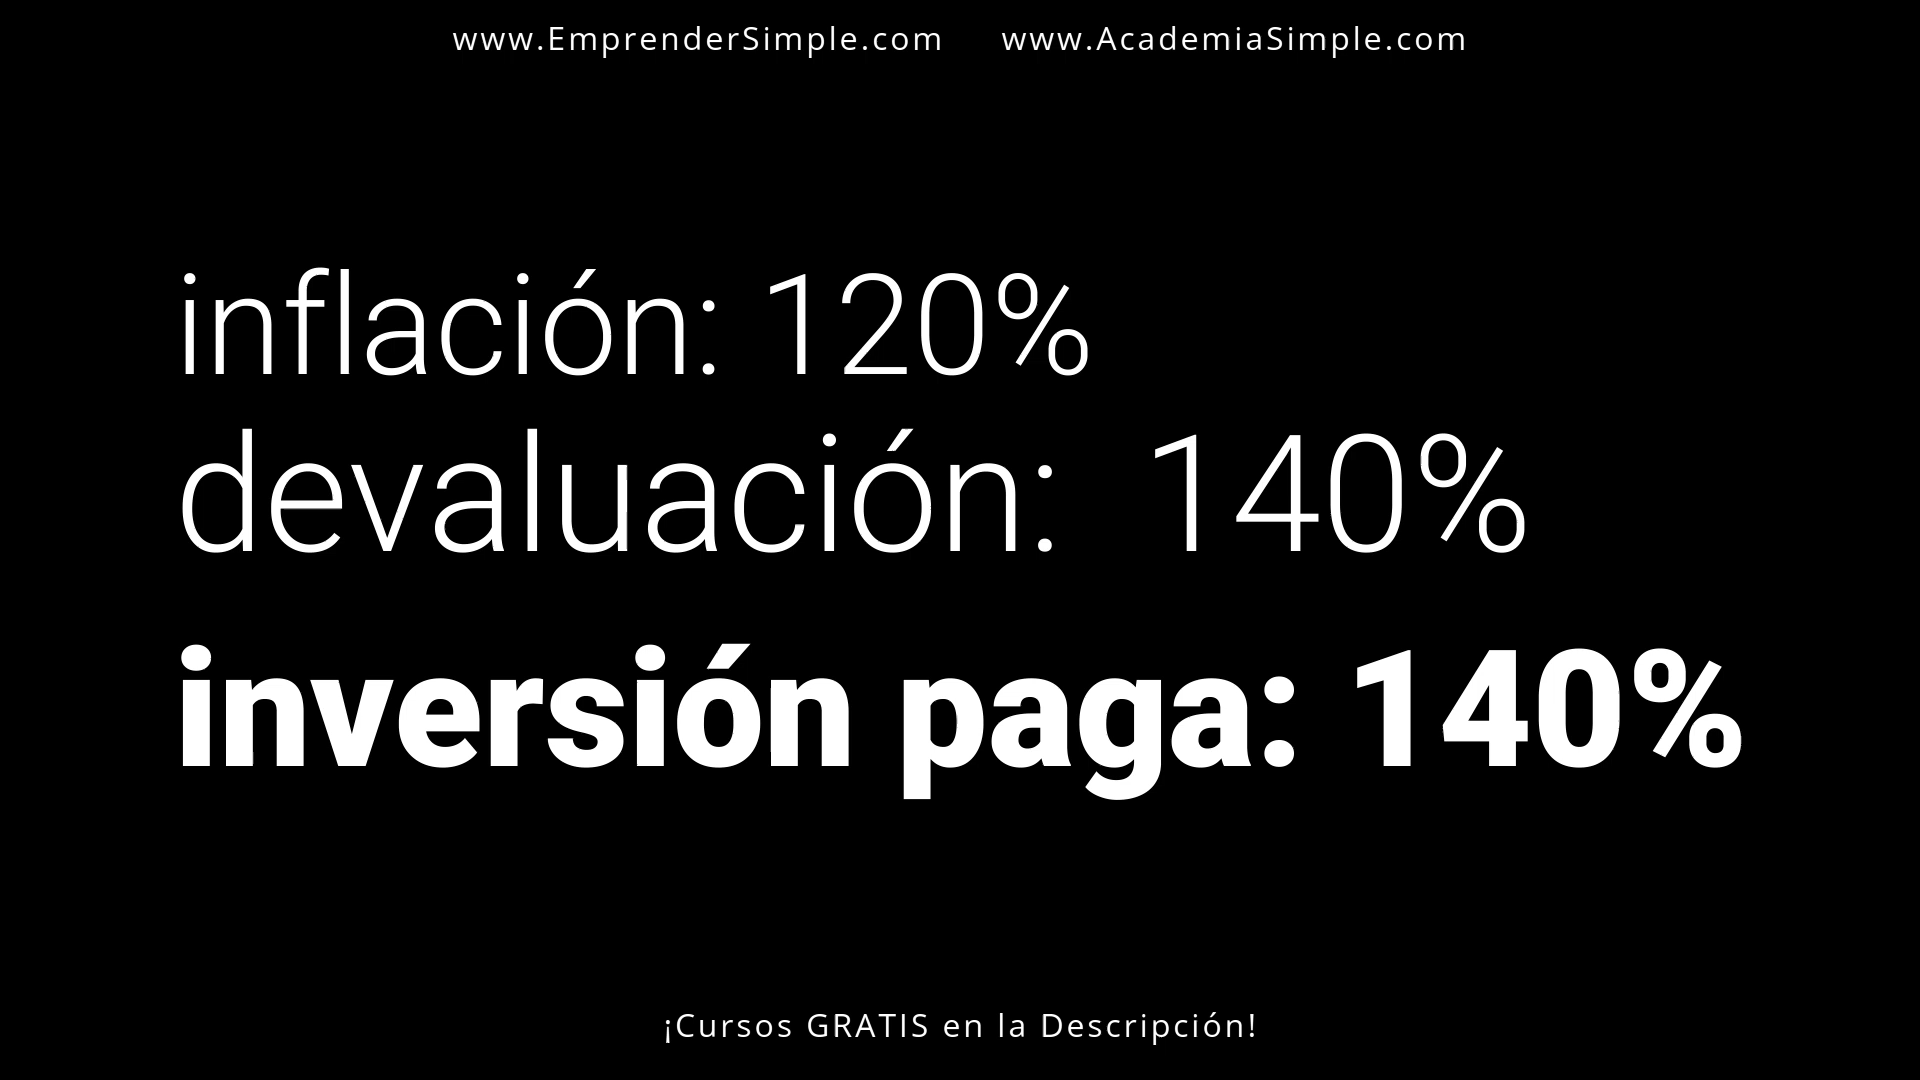 www.EmprenderSimple.com www.AcademiaSimple.com
inflación: 120%
devaluación: 140%
inversión paga: 140%
¡Cursos GRATIS en la Descripción!